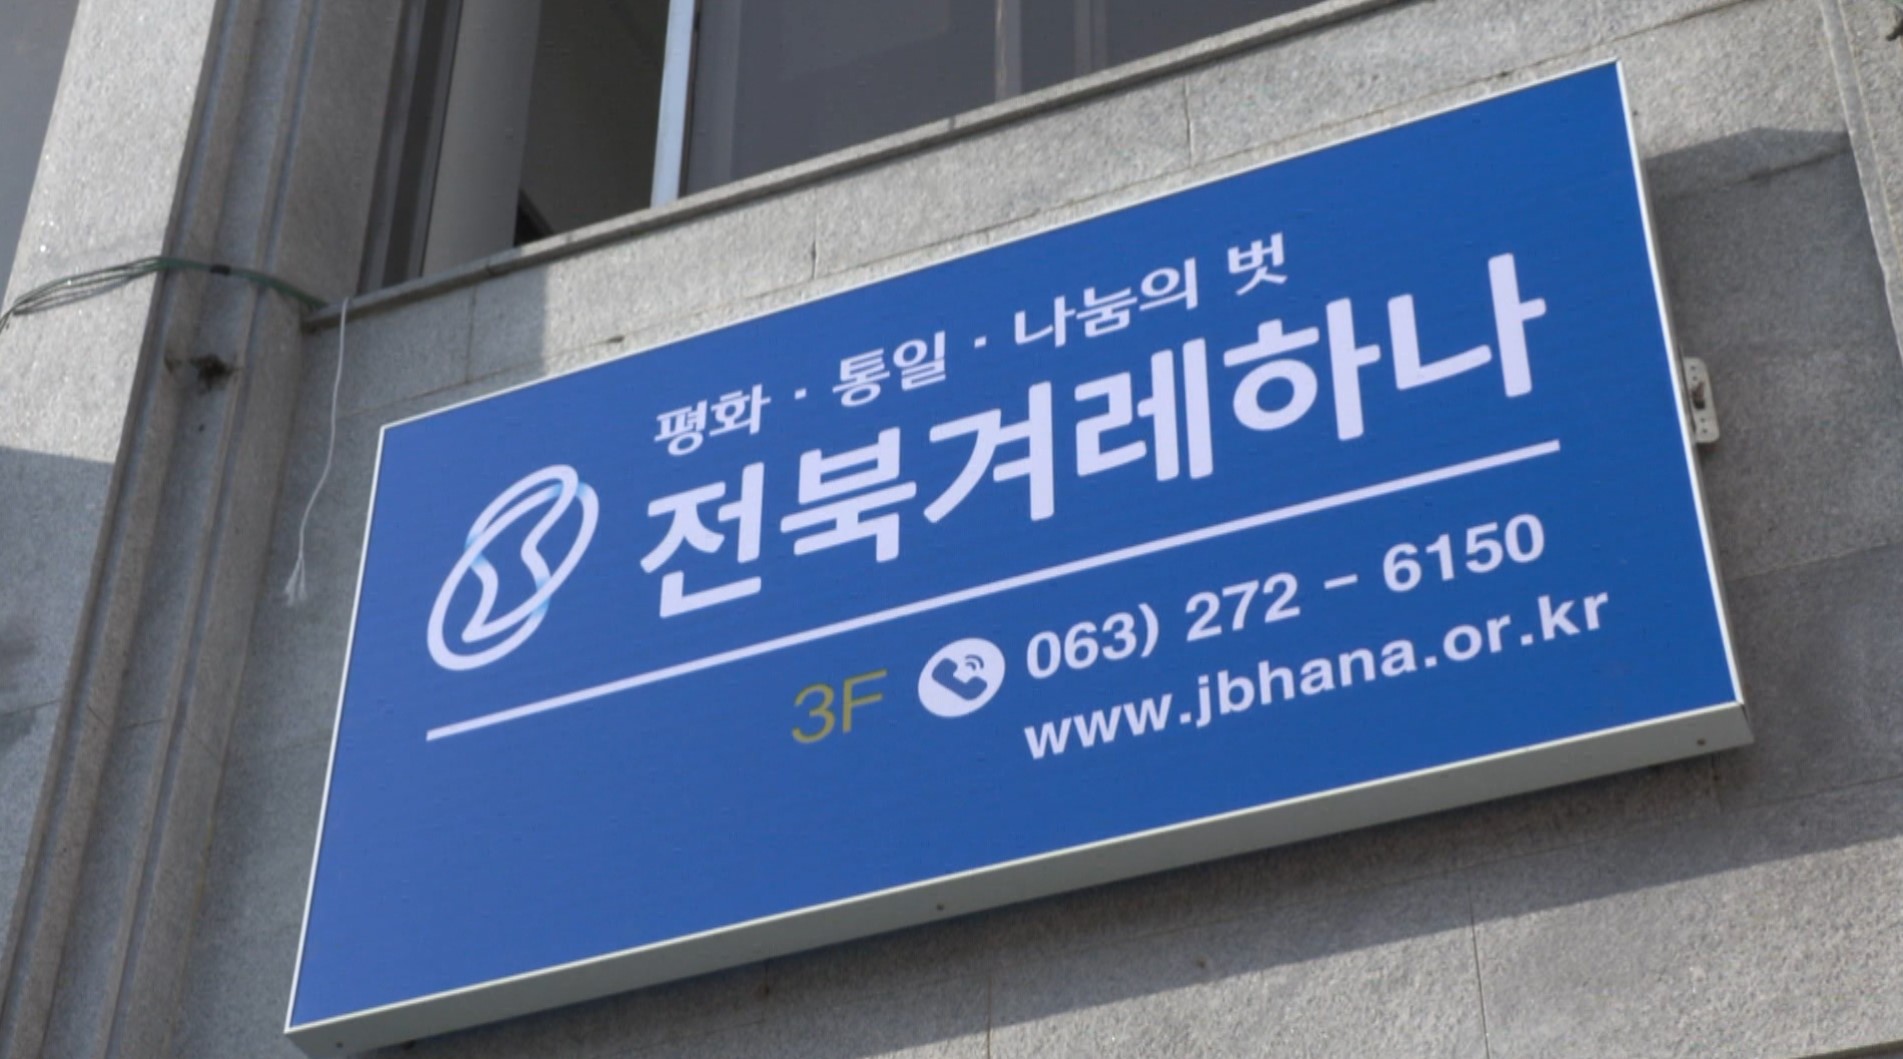 평화 · 통일 · 나눔의 벗
전북겨레하나
3F 063) 272 - 6150
www.jbhana.or.kr